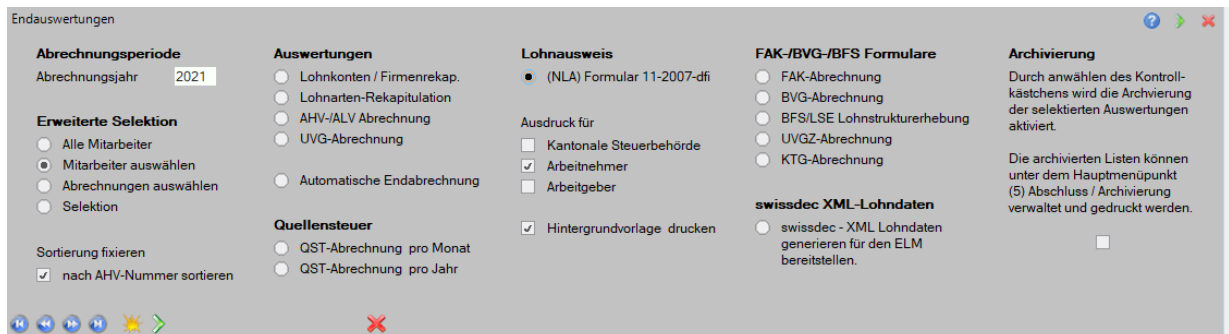 Endauswertungen
Abrechnungsperiode
Abrechnungsjahr 2021
Erweiterte Selektion
Alle Mitarbeiter
Mitarbeiter auswählen
Abrechnungen auswählen
Selektion
Sortierung fixieren
nach AHV-Nummer sortieren
Auswertungen
Lohnkonten / Firmenrekap.
Lohnarten-Rekapitulation
AHV-/ALV Abrechnung
UVG-Abrechnung
Automatische Endabrechnung
Quellensteuer
QST-Abrechnung pro Monat
QST-Abrechnung pro Jahr
Lohnausweis
(NLA) Formular 11-2007-dfi
Ausdruck für
Kantonale Steuerbehörde
Arbeitnehmer
Arbeitgeber
Hintergrundvorlage drucken
FAK-/BVG-/BFS Formulare
FAK-Abrechnung
BVG-Abrechnung
BFS/LSE Lohnstrukturerhebung
UVGZ-Abrechnung
KTG-Abrechnung
swissdec XML-Lohndaten
swissdec - XML Lohndaten
generieren für den ELM
bereitstellen.
Archivierung
Durch anwählen des Kontroll-
kästchens wird die Archvierung
der selektierten Auswertungen
aktiviert.
Die archivierten Listen können
unter dem Hauptmenüpunkt
(5) Abschluss / Archivierung
verwaltet und gedruckt werden.